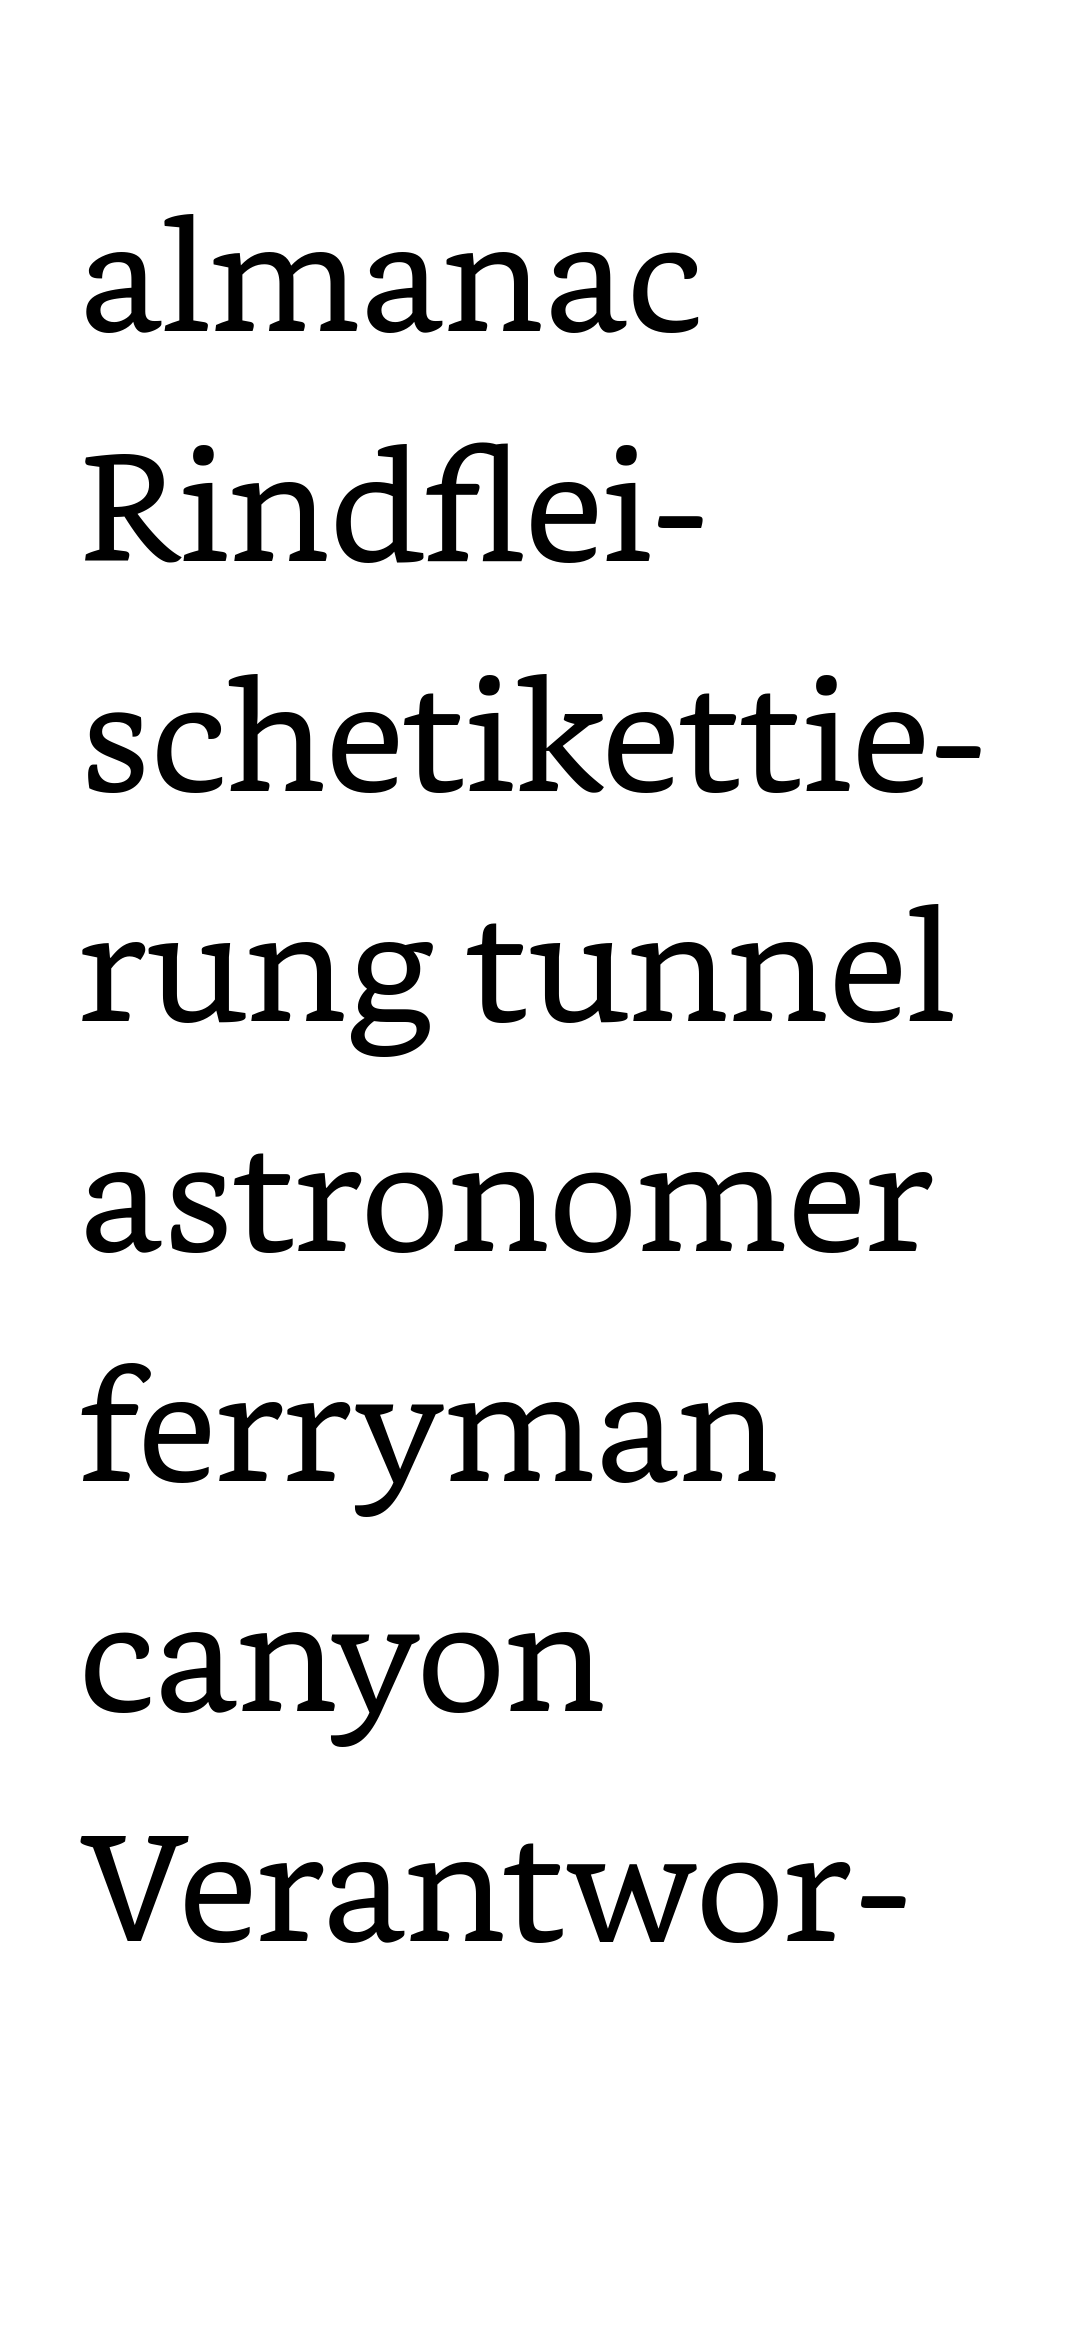 almanac
Rindflei-
schetikettie-
rung tunnel
astronomer
ferryman
canyon
Verantwor-